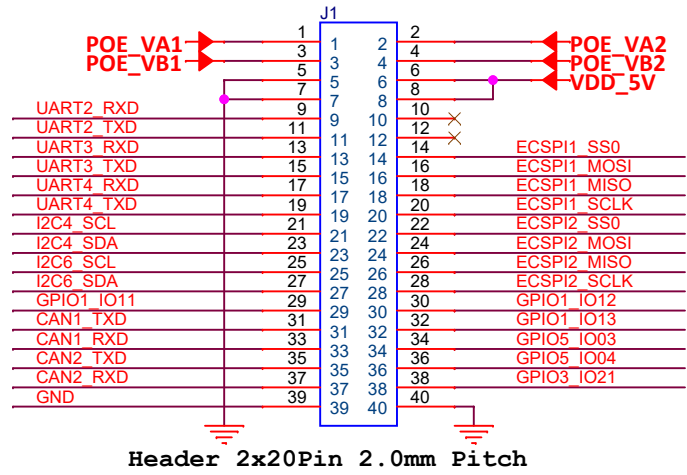 J1
POE_VA1 1 1 2 2 POE_VA2
POE_VB1 3 3 4 4 POE_VB2
5 5 6 6 VDD_5V
7 7 8 8
UART2_RXD 9 9 10 10
UART2_TXD 11 11 12 12
UART3_RXD 13 13 14 14 ECSPI1_SS0
UART3_TXD 15 15 16 16 ECSPI1_MOSI
UART4_RXD 17 17 18 18 ECSPI1_MISO
UART4_TXD 19 19 20 20 ECSPI1_SCLK
I2C4_SCL 21 21 22 22 ECSPI2_SS0
I2C4_SDA 23 23 24 24 ECSPI2_MOSI
I2C6_SCL 25 25 26 26 ECSPI2_MISO
I2C6_SDA 27 27 28 28 ECSPI2_SCLK
GPIO1_IO11 29 29 30 30 GPIO1_IO12
CAN1_TXD 31 31 32 32 GPIO1_IO13
CAN1_RXD 33 33 34 34 GPIO5_IO03
CAN2_TXD 35 35 36 36 GPIO5_IO04
CAN2_RXD 37 37 38 38 GPIO3_IO21
GND 39 39 40 40
Header 2x20Pin 2.0mm Pitch